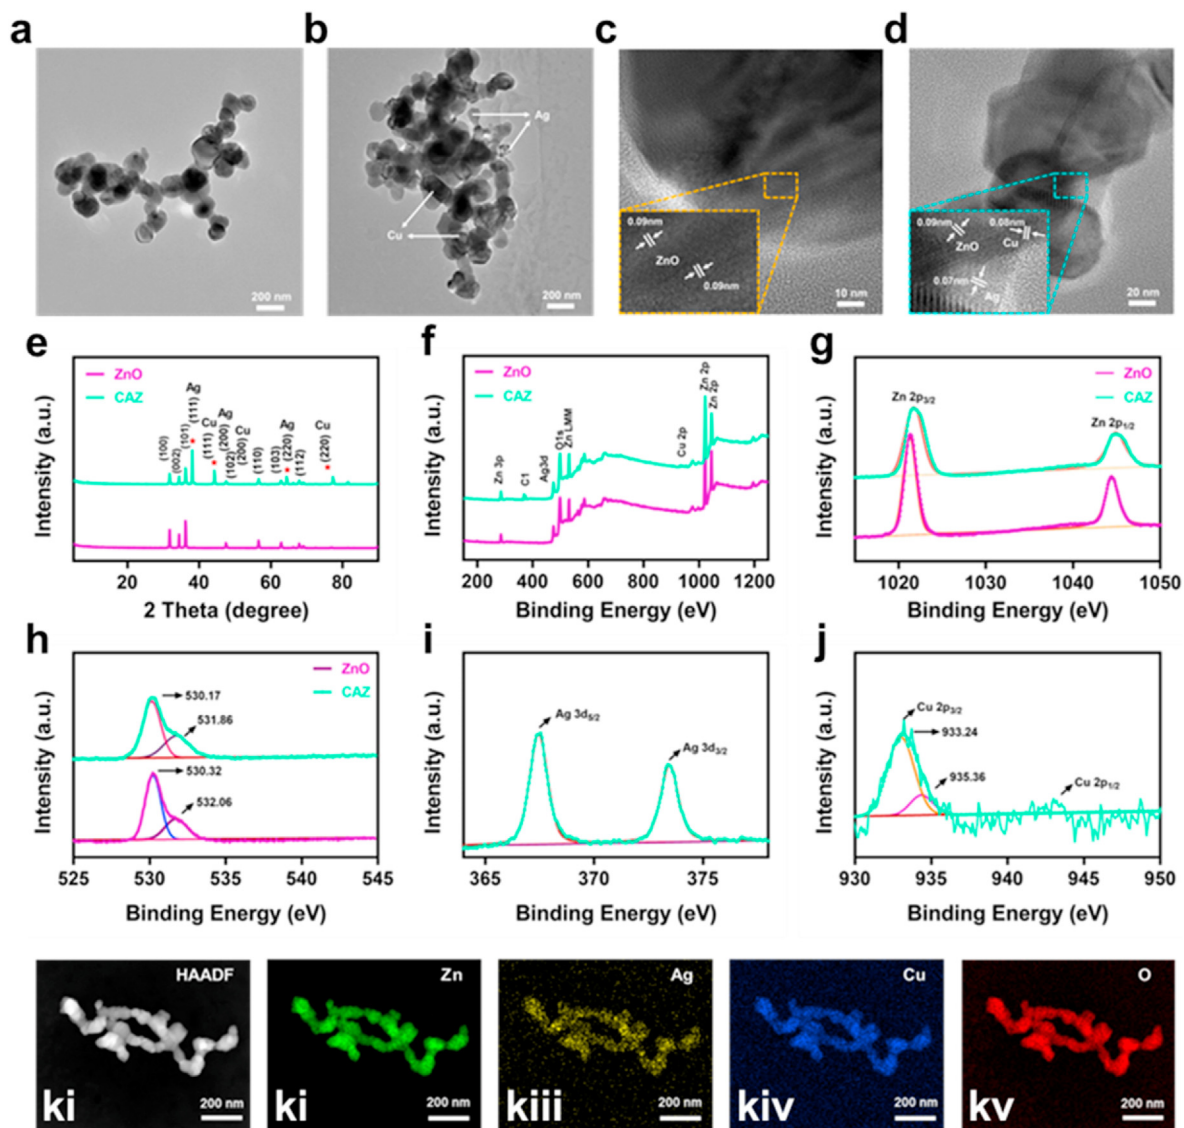 a
b
c
d
Ag
Cu
0.09nm
ZnO
0.09nm
0.09nm
0.08nm
ZnO
Cu
0.07nm
Ag
200 nm
200 nm
10 nm
20 nm
e
f
g
Intensity (a.u.)
ZnO
CAZ
(100)
(002)
(101)
(111) Ag
(111) Cu
(200) Ag
(102)
(200) Cu
(110)
(103)
(220) Ag
(112)
(220) Cu
20 40 60 80
2 Theta (degree)
Intensity (a.u.)
ZnO
CAZ
Zn 3p
C1
Ag3d
O1s
Zn LMM
Cu 2p
Zn 2p
Zn 2p
200 400 600 800 1000 1200
Binding Energy (eV)
Intensity (a.u.)
ZnO
CAZ
Zn 2p3/2
Zn 2p1/2
1020 1030 1040 1050
Binding Energy (eV)
h
i
j
Intensity (a.u.)
ZnO
CAZ
530.17
531.86
530.32
532.06
525 530 535 540 545
Binding Energy (eV)
Intensity (a.u.)
Ag 3d5/2
Ag 3d3/2
365 370 375
Binding Energy (eV)
Intensity (a.u.)
Cu 2p3/2
933.24
935.36
Cu 2p1/2
930 935 940 945 950
Binding Energy (eV)
HAADF
Zn
Ag
Cu
O
ki
200 nm
ki
200 nm
kiii
200 nm
kiv
200 nm
kv
200 nm